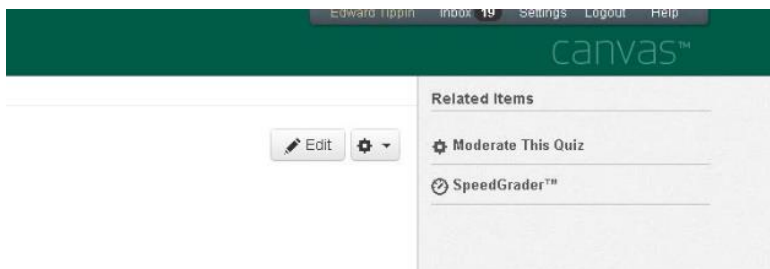 Edward Tippin Inbox 19 Settings Logout Help
canvas™
Related Items
Edit
Moderate This Quiz
SpeedGrader™